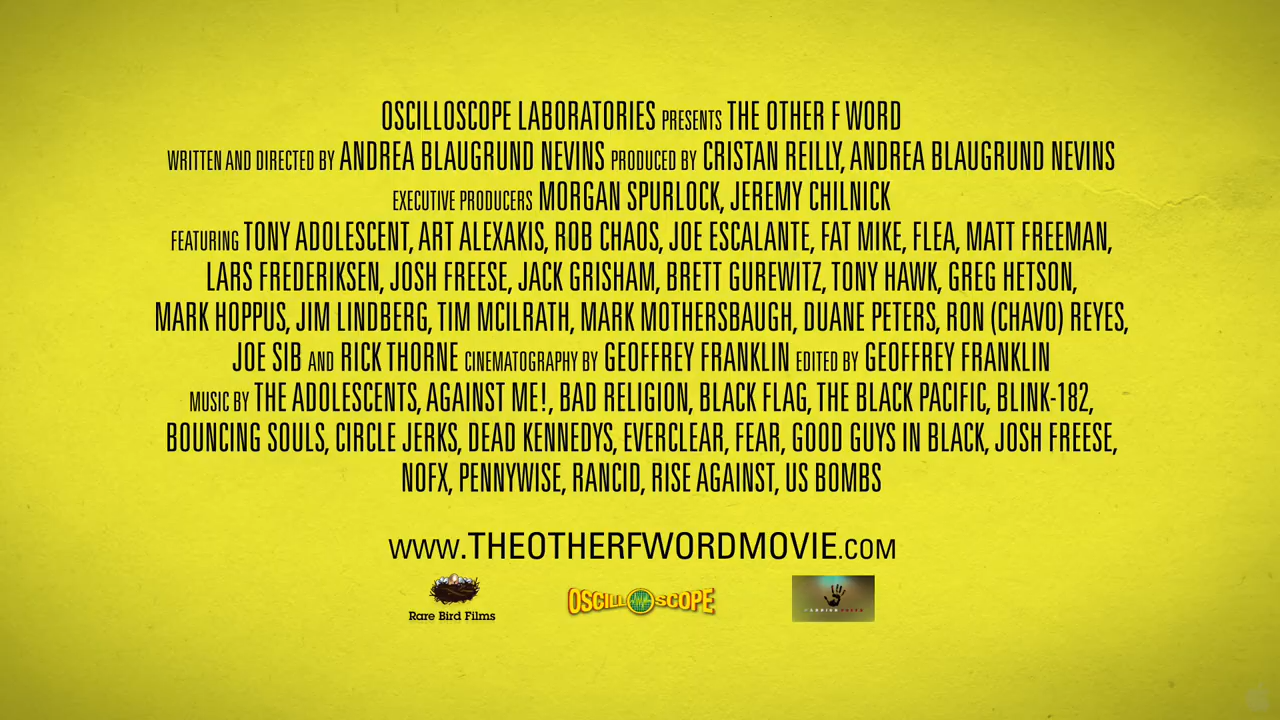 OSCILLOSCOPE LABORATORIES PRESENTS THE OTHER F WORD
WRITTEN AND DIRECTED BY ANDREA BLAUGRUND NEVINS PRODUCED BY CRISTAN REILLY, ANDREA BLAUGRUND NEVINS
EXECUTIVE PRODUCERS MORGAN SPURLOCK, JEREMY CHILNICK
FEATURING TONY ADOLESCENT, ART ALEXAKIS, ROB CHAOS, JOE ESCALANTE, FAT MIKE, FLEA, MATT FREEMAN,
LARS FREDERIKSEN, JOSH FREESE, JACK GRISHAM, BRETT GUREWITZ, TONY HAWK, GREG HETSON,
MARK HOPPUS, JIM LINDBERG, TIM MCILRATH, MARK MOTHERSBAUGH, DUANE PETERS, RON (CHAVO) REYES,
JOE SIB AND RICK THORNE CINEMATOGRAPHY BY GEOFFREY FRANKLIN EDITED BY GEOFFREY FRANKLIN
MUSIC BY THE ADOLESCENTS, AGAINST ME!, BAD RELIGION, BLACK FLAG, THE BLACK PACIFIC, BLINK-182,
BOUNCING SOULS, CIRCLE JERKS, DEAD KENNEDYS, EVERCLEAR, FEAR, GOOD GUYS IN BLACK, JOSH FREESE,
NOFX, PENNYWISE, RANCID, RISE AGAINST, US BOMBS
WWW.THEOTHERFWORDMOVIE.COM
Rare Bird Films
OSCILLOSCOPE